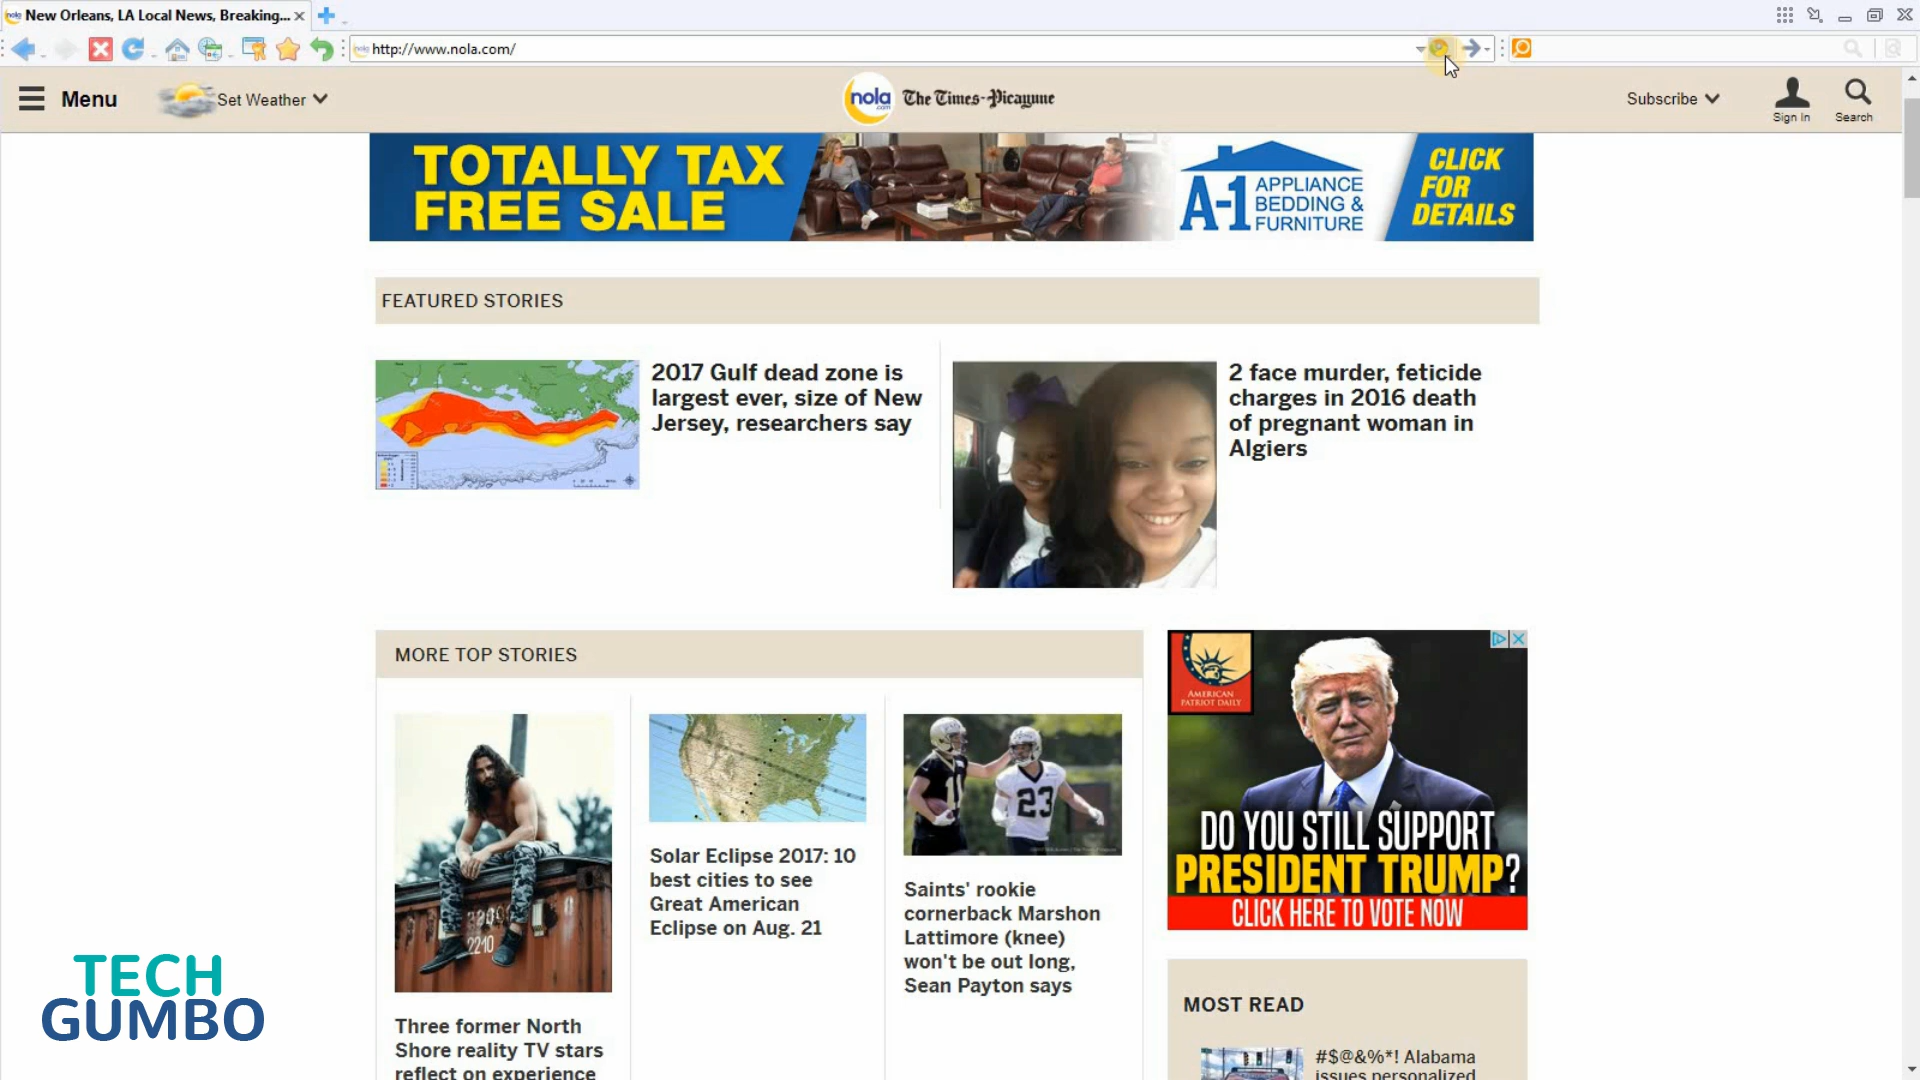 New Orleans, LA Local News, Breaking...
http://www.nola.com/
Menu
Set Weather
nola
.com
The Times-Picayune
Subscribe
Sign In
Search
TOTALLY TAX
FREE SALE
A-1
APPLIANCE
BEDDING &
FURNITURE
CLICK
FOR
DETAILS
FEATURED STORIES
2017 Gulf dead zone is
largest ever, size of New
Jersey, researchers say
2 face murder, feticide
charges in 2016 death
of pregnant woman in
Algiers
MORE TOP STORIES
2210
Three former North
Shore reality TV stars
reflect on experience
Solar Eclipse 2017: 10
best cities to see
Great American
Eclipse on Aug. 21
23
Saints' rookie
cornerback Marshon
Lattimore (knee)
won't be out long,
Sean Payton says
AMERICAN
PATRIOT DAILY
DO YOU STILL SUPPORT
PRESIDENT TRUMP?
CLICK HERE TO VOTE NOW
MOST READ
#$@&%*! Alabama
issues personalized
TECH
GUMBO